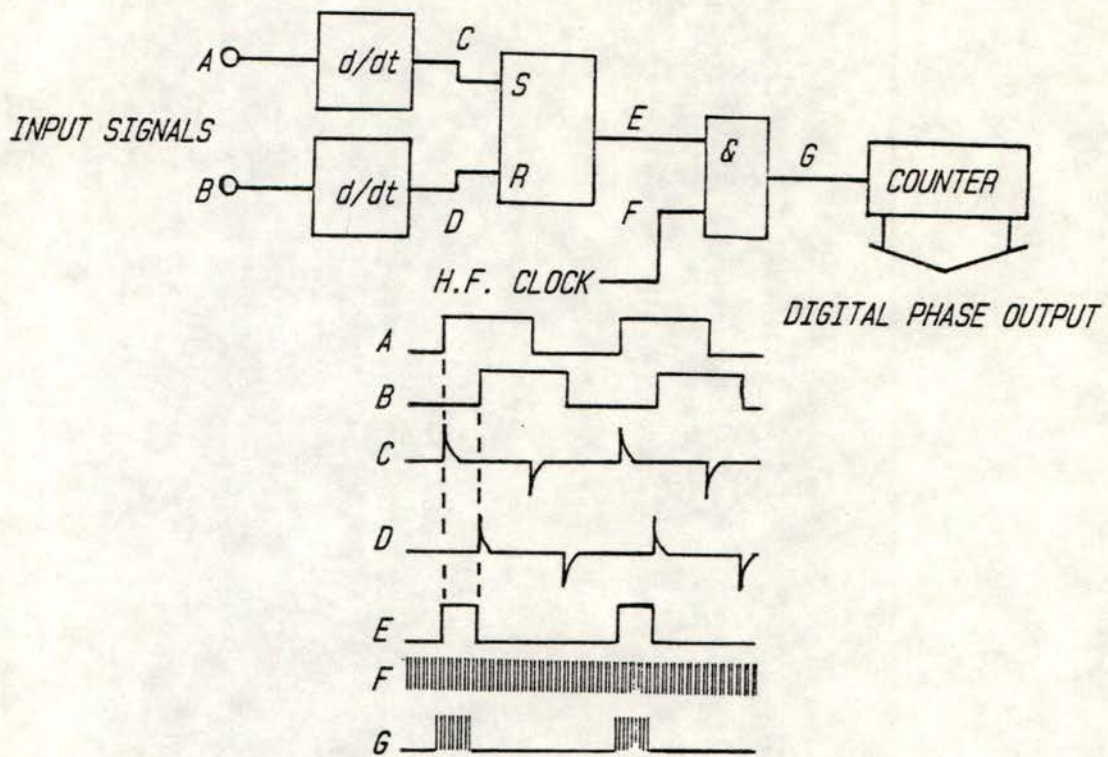 C
A d/dt S
INPUT SIGNALS E & G COUNTER
B d/dt R
D F
H.F. CLOCK
DIGITAL PHASE OUTPUT
A
B
C
D
E
F
G